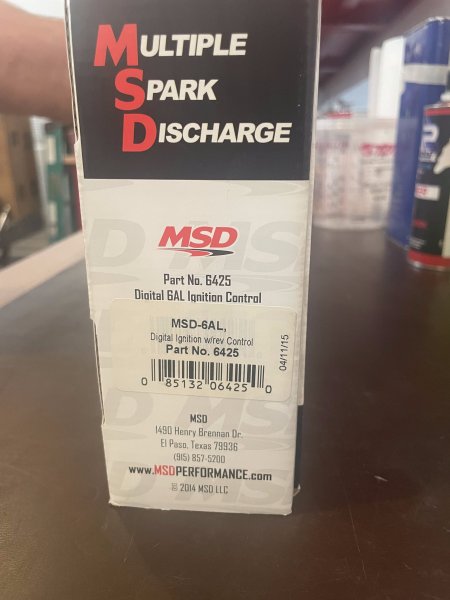 MULTIPLE
SPARK
DISCHARGE
MSD
Part No. 6425
Digital 6AL Ignition Control
MSD-6AL,
Digital Ignition w/rev Control
Part No. 6425
0 85132 06425 0
04/11/15
MSD
1490 Henry Brennan Dr.
El Paso, Texas 79936
(915) 857-5200
www.MSDPERFORMANCE.com
© 2014 MSD LLC